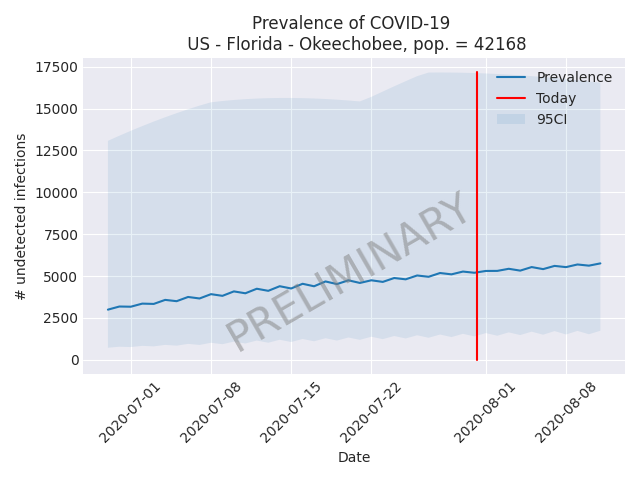 Prevalence of COVID-19
US - Florida - Okeechobee, pop. = 42168
17500
15000
12500
10000
7500
5000
2500
0
# undetected infections
Prevalence
Today
95CI
PRELIMINARY
2020-07-01
2020-07-08
2020-07-15
2020-07-22
2020-08-01
2020-08-08
Date